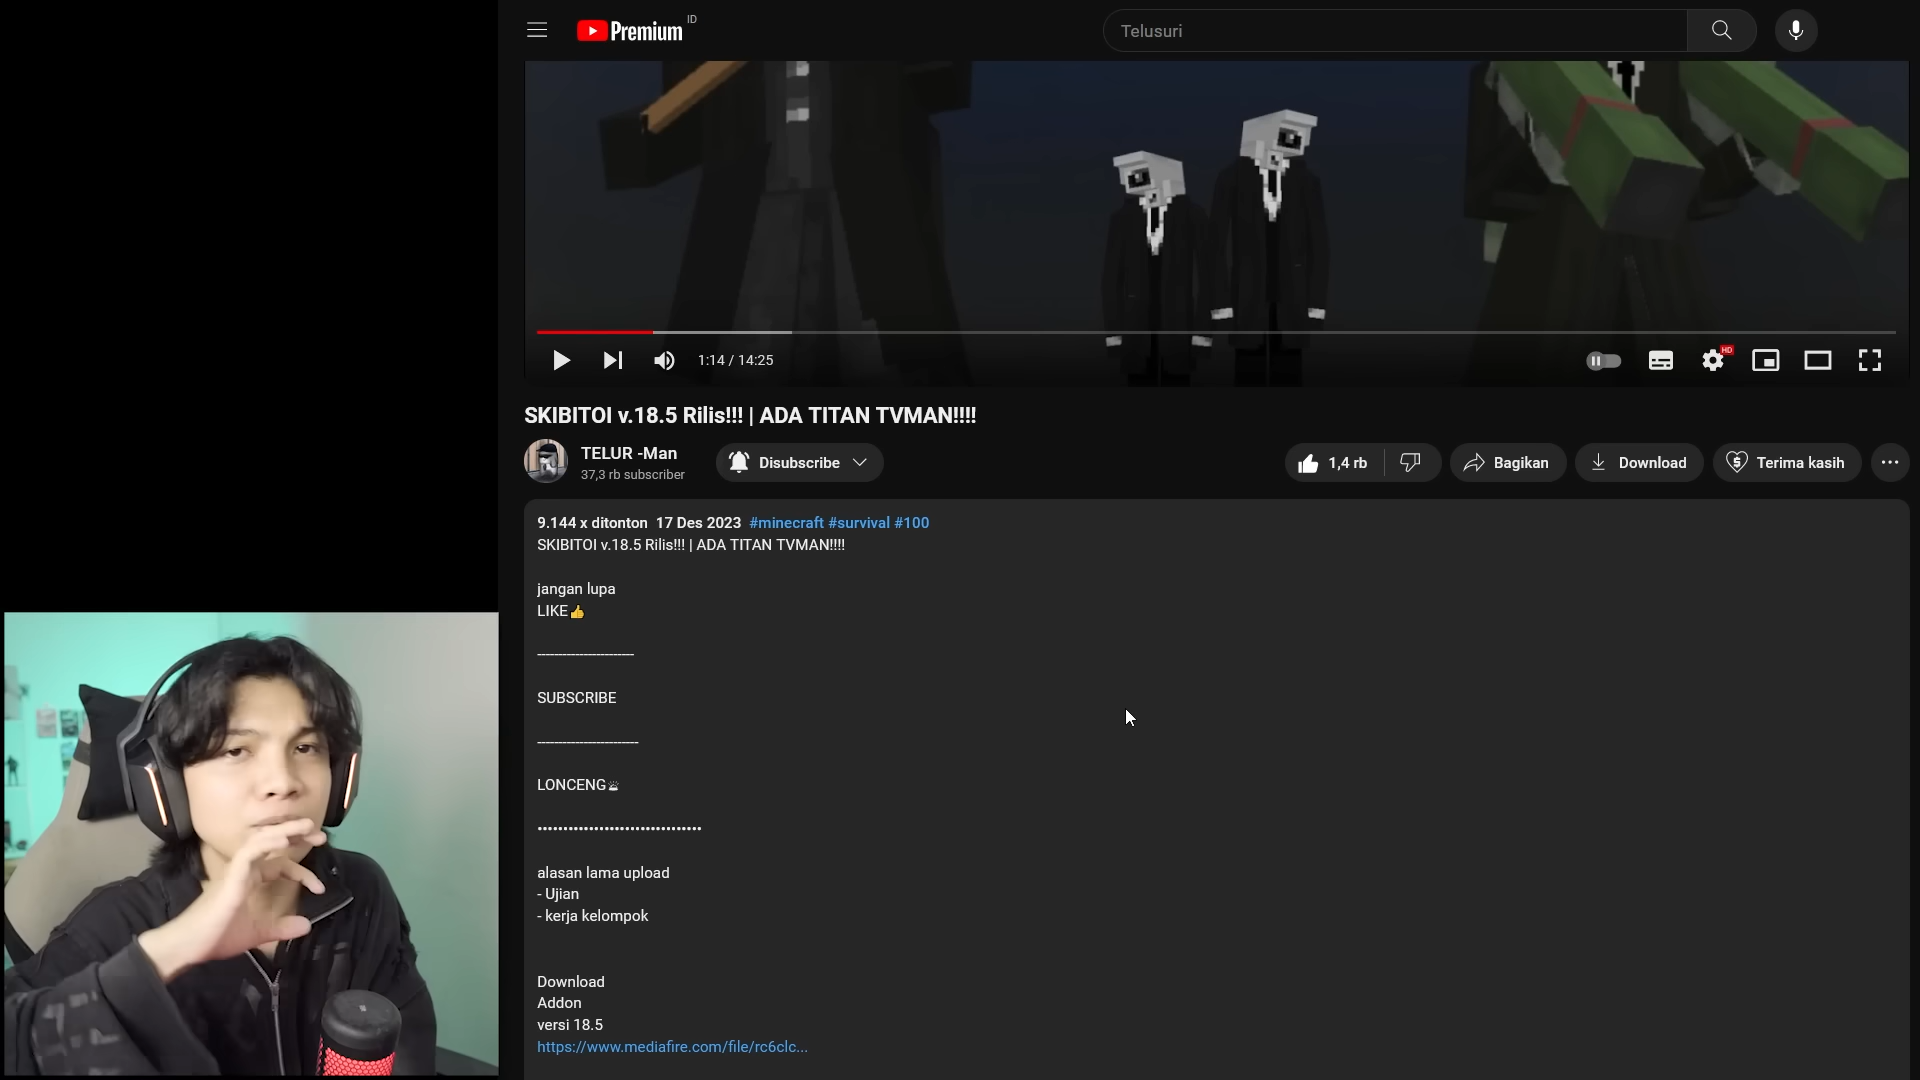 Premium ID
Telusuri
HD
1:14 / 14:25
SKIBITOI v.18.5 Rilis!!! | ADA TITAN TVMAN!!!!
TELUR -Man
37,3 rb subscriber
Disubscribe
1,4 rb
Bagikan
Download
Terima kasih
9.144 x ditonton 17 Des 2023 #minecraft #survival #100
SKIBITOI v.18.5 Rilis!!! | ADA TITAN TVMAN!!!!
jangan lupa
LIKE👍
-----------------------
SUBSCRIBE
------------------------
LONCENG🛎
••••••••••••••••••••••••••••••••
alasan lama upload
- Ujian
- kerja kelompok
Download
Addon
versi 18.5
https://www.mediafire.com/file/rc6clc...